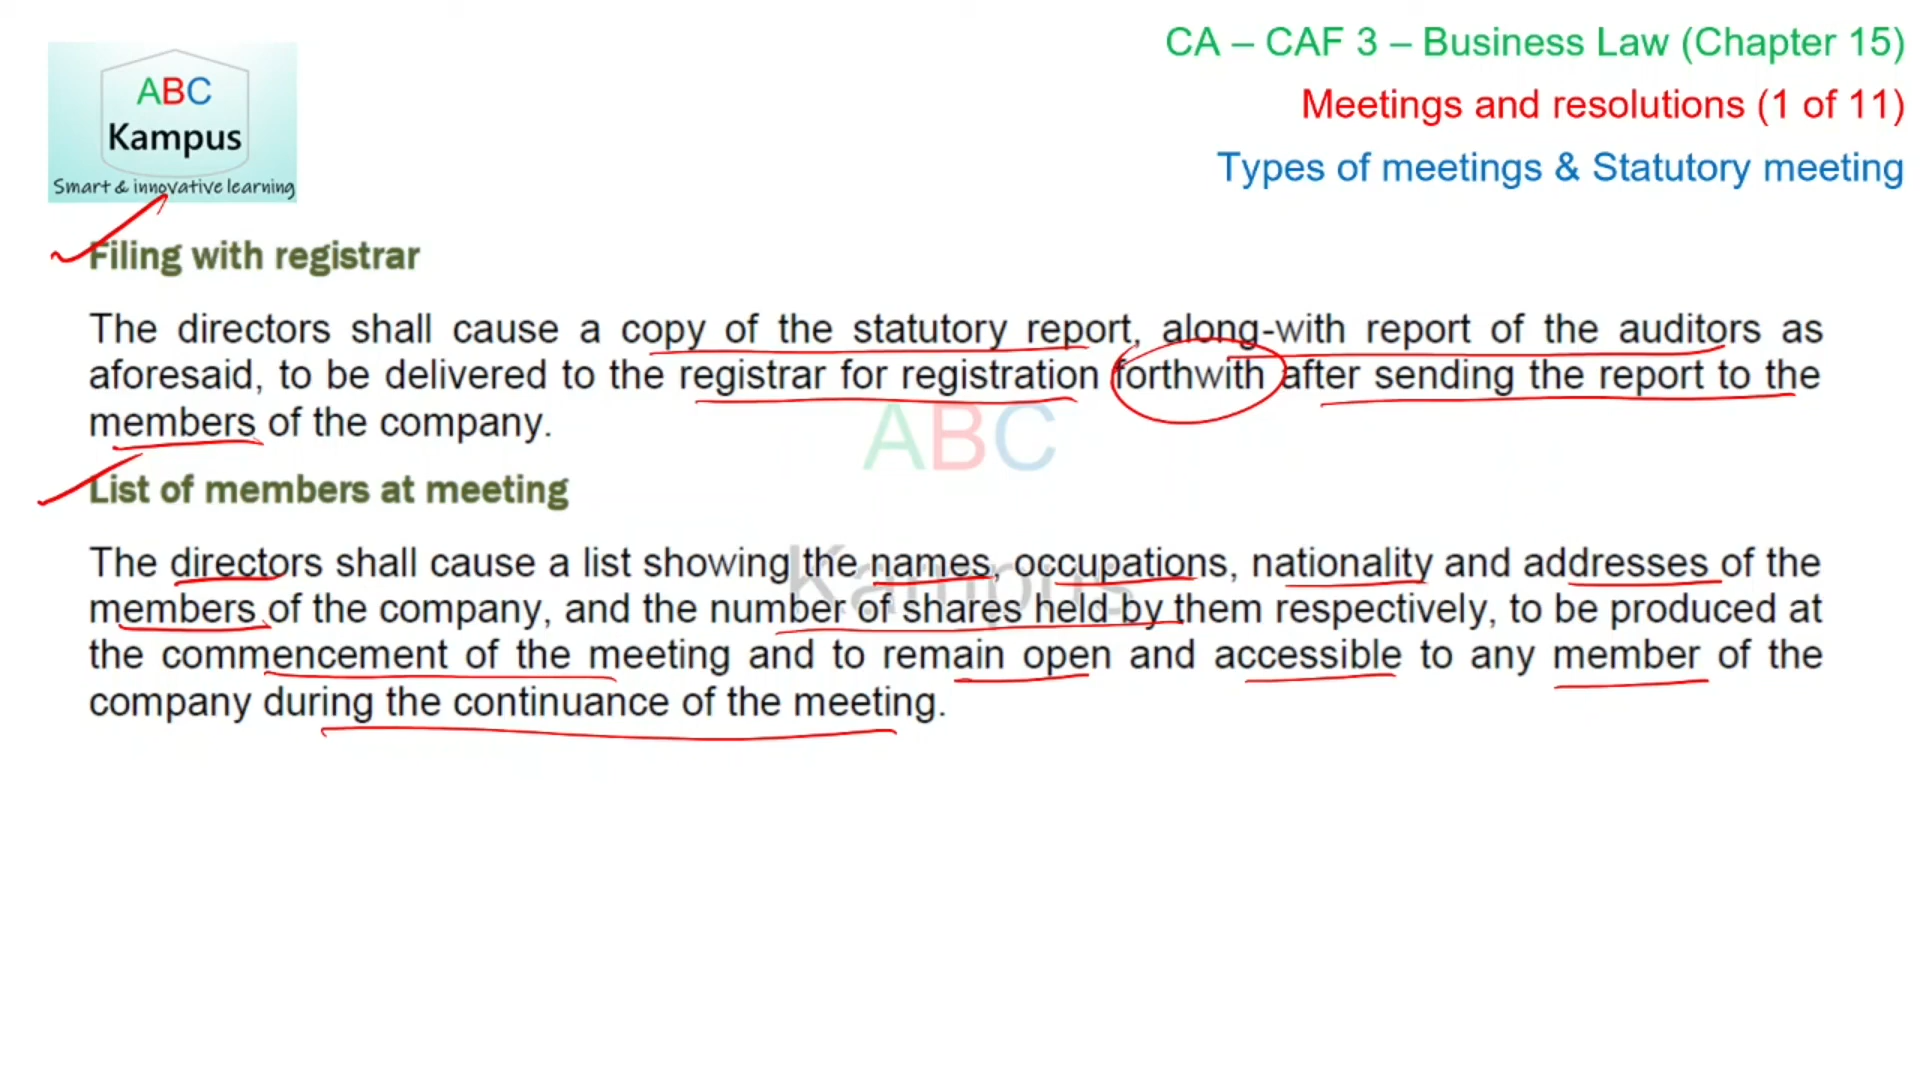 ABC
Kampus
Smart & innovative learning
CA – CAF 3 – Business Law (Chapter 15)
Meetings and resolutions (1 of 11)
Types of meetings & Statutory meeting
Filing with registrar
The directors shall cause a copy of the statutory report, along-with report of the auditors as
aforesaid, to be delivered to the registrar for registration forthwith after sending the report to the
members of the company.
ABC
List of members at meeting
Kampus
The directors shall cause a list showing the names, occupations, nationality and addresses of the
members of the company, and the number of shares held by them respectively, to be produced at
the commencement of the meeting and to remain open and accessible to any member of the
company during the continuance of the meeting.